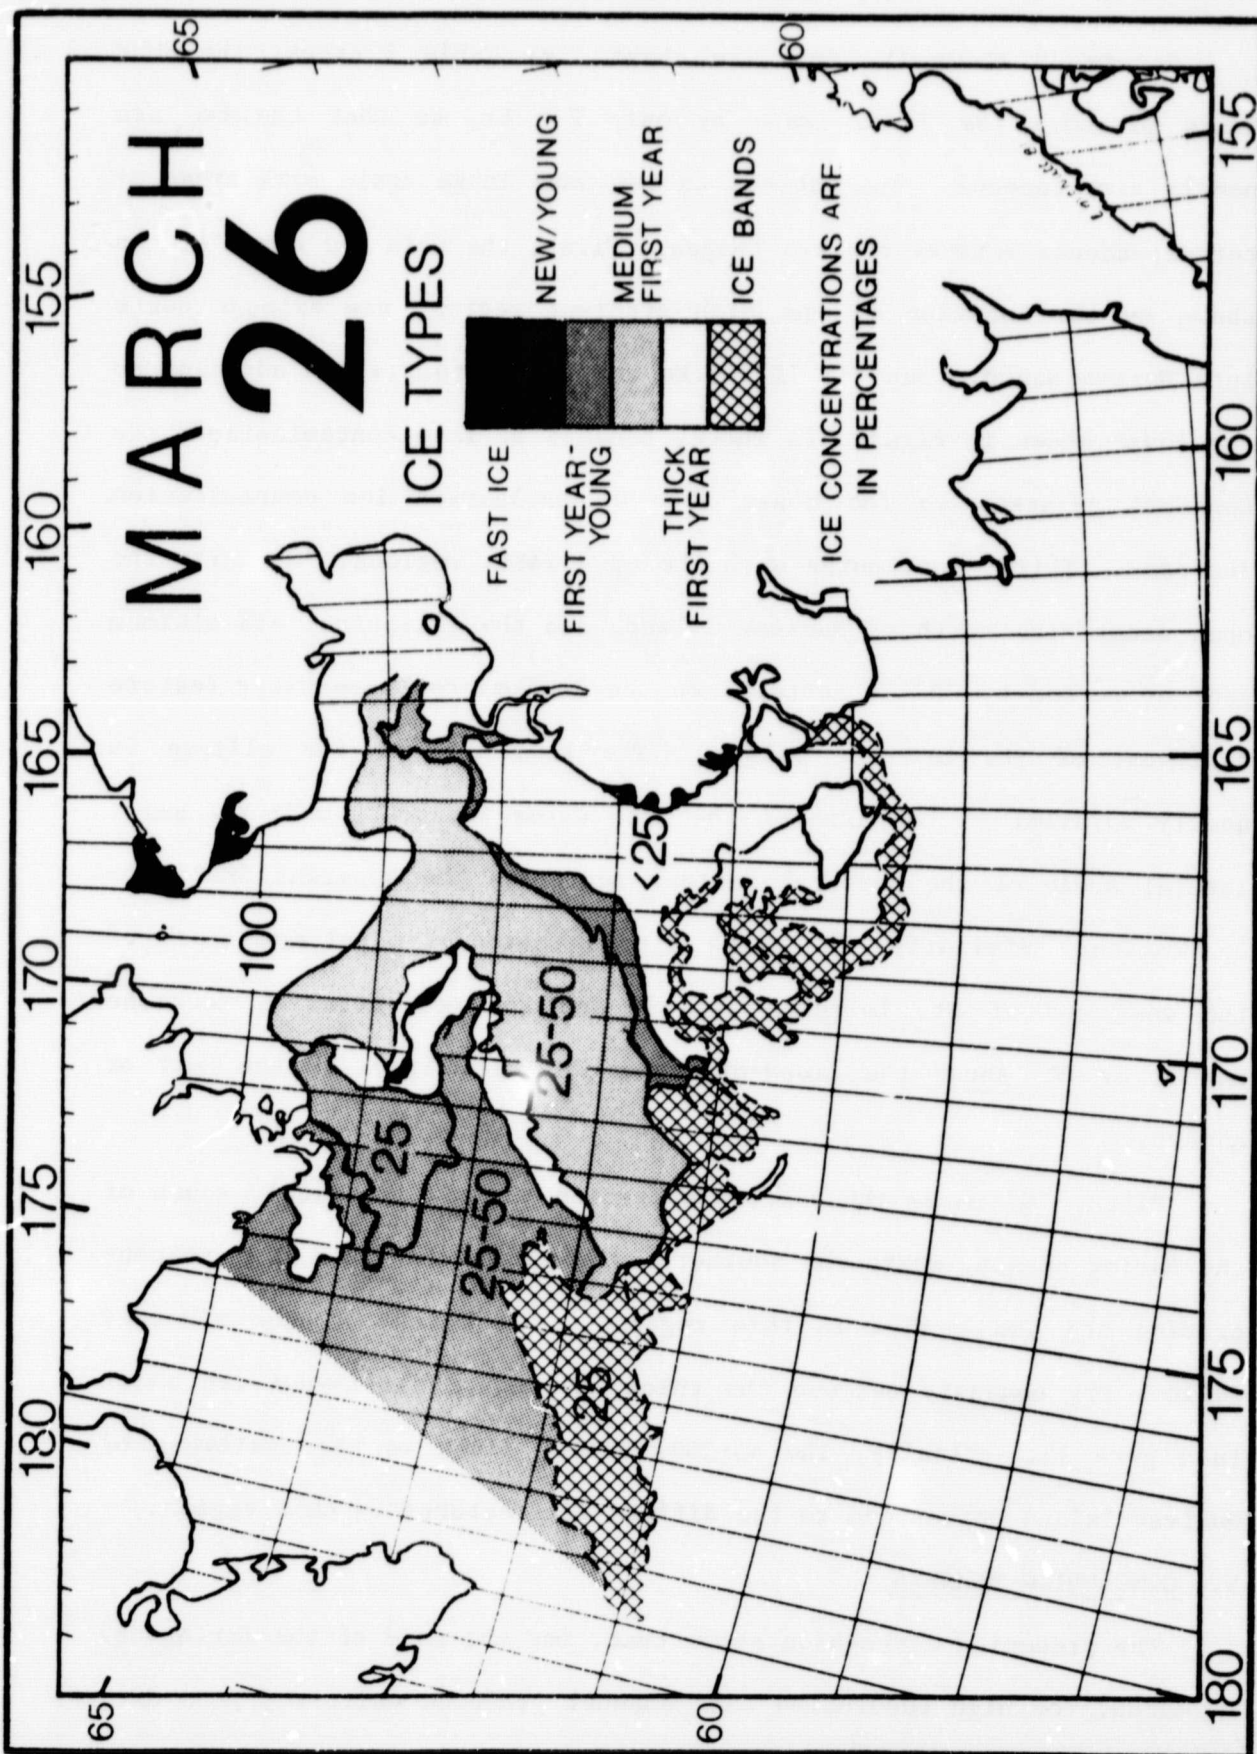 180
175
170
165
160
155
65
65
MARCH
26
ICE TYPES
FAST ICE
NEW/YOUNG
FIRST YEAR-
YOUNG
MEDIUM
FIRST YEAR
THICK
FIRST YEAR
ICE BANDS
ICE CONCENTRATIONS ARE
IN PERCENTAGES
100
25
25-50
25-50
<25
25
60
60
180
175
170
165
160
155